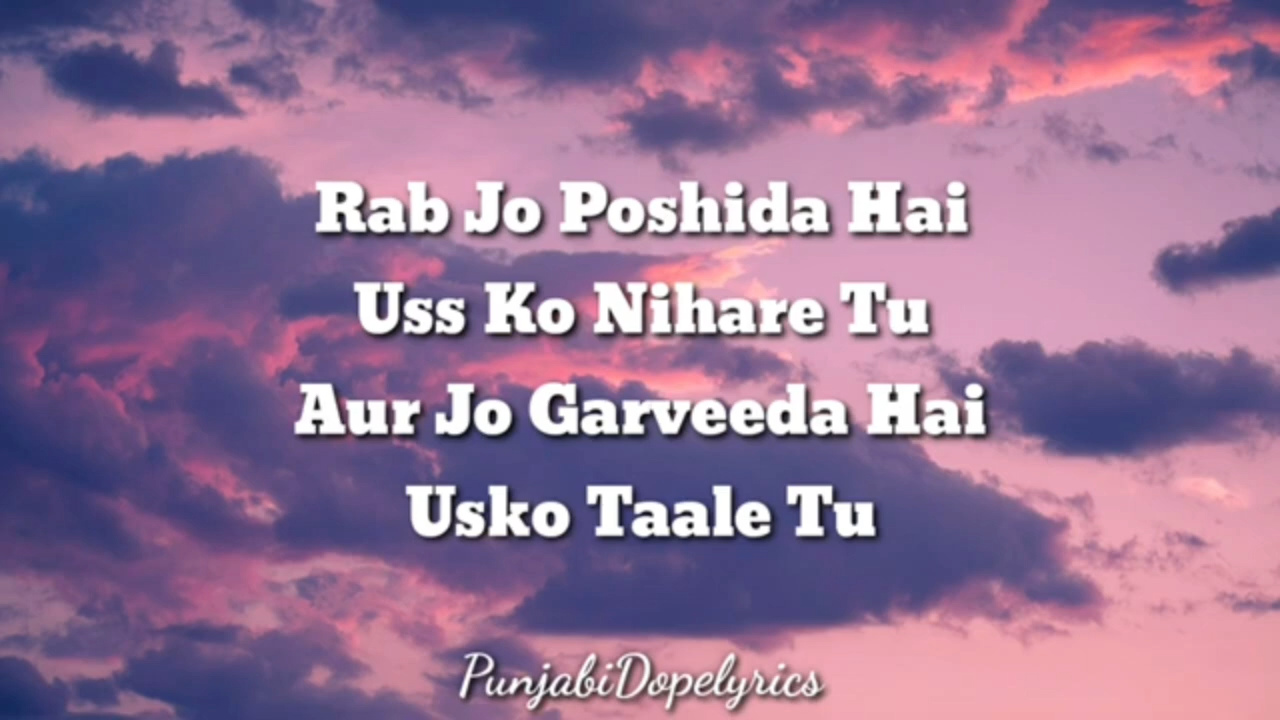 Rab Jo Poshida Hai
Uss Ko Nihare Tu
Aur Jo Garveeda Hai
Usko Taale Tu
PunjabiDopelyrics